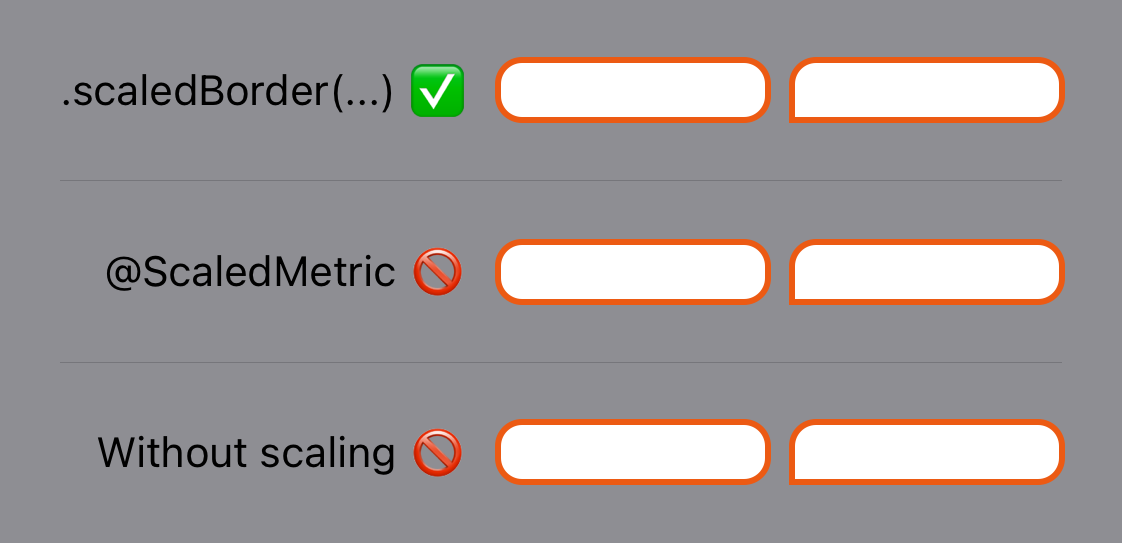 .scaledBorder(...) ✅
@ScaledMetric 🚫
Without scaling 🚫